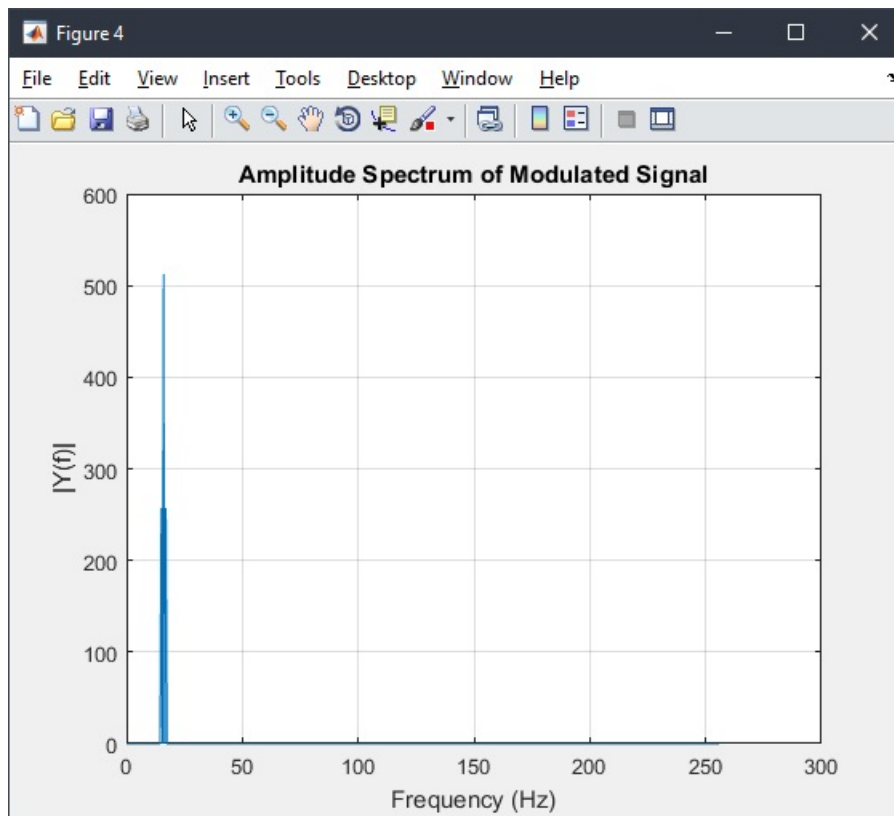 Figure 4
File Edit View Insert Tools Desktop Window Help
Amplitude Spectrum of Modulated Signal
600
500
400
300
200
100
0
|Y(f)|
0 50 100 150 200 250 300
Frequency (Hz)